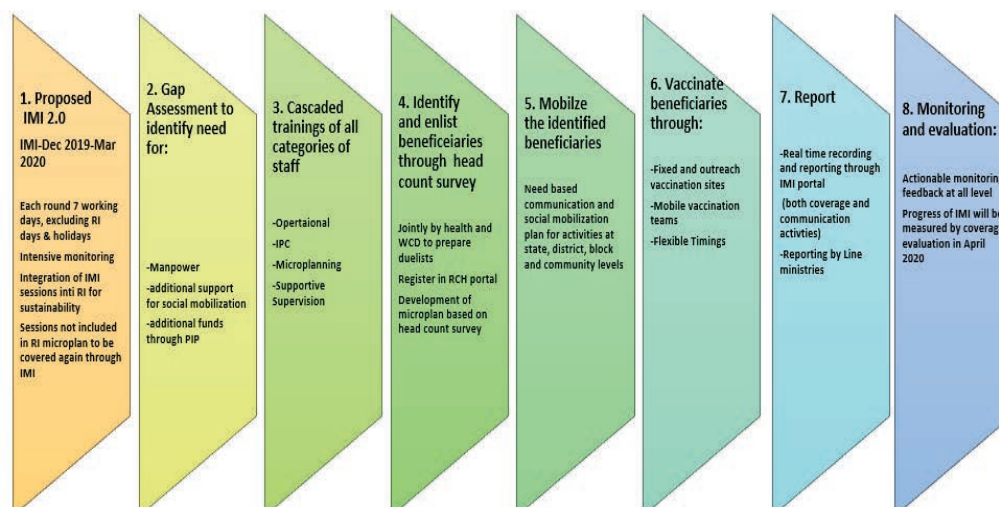 1. Proposed
IMI 2.0
IMI-Dec 2019-Mar
2020
Each round 7 working
days, excluding RI
days & holidays
Intensive monitoring
Integration of IMI
sessions inti RI for
sustainability
Sessions not included
in RI microplan to be
covered again through
IMI
2. Gap
Assessment to
identify need
for:
-Manpower
-additional support
for social mobilization
-additional funds
through PIP
3. Cascaded
trainings of all
categories of
staff
-Opertaional
-IPC
-Microplanning
-Supportive
Supervision
4. Identify
and enlist
beneficeiaries
through head
count survey
Jointly by health and
WCD to prepare
duelists
Register in RCH portal
Development of
microplan based on
head count survey
5. Mobilze
the identified
beneficiaries
Need based
communication and
social mobilization
plan for activities at
state, district, block
and community levels
6. Vaccinate
beneficiaries
through:
-Fixed and outreach
vaccination sites
-Mobile vaccination
teams
-Flexible Timings
7. Report
-Real time recording
and reporting through
IMI portal
(both coverage and
communication
activties)
-Reporting by Line
ministries
8. Monitoring
and evaluation:
Actionable monitoring
feedback at all level
Progress of IMI will be
measured by coverag
evaluation in April
2020